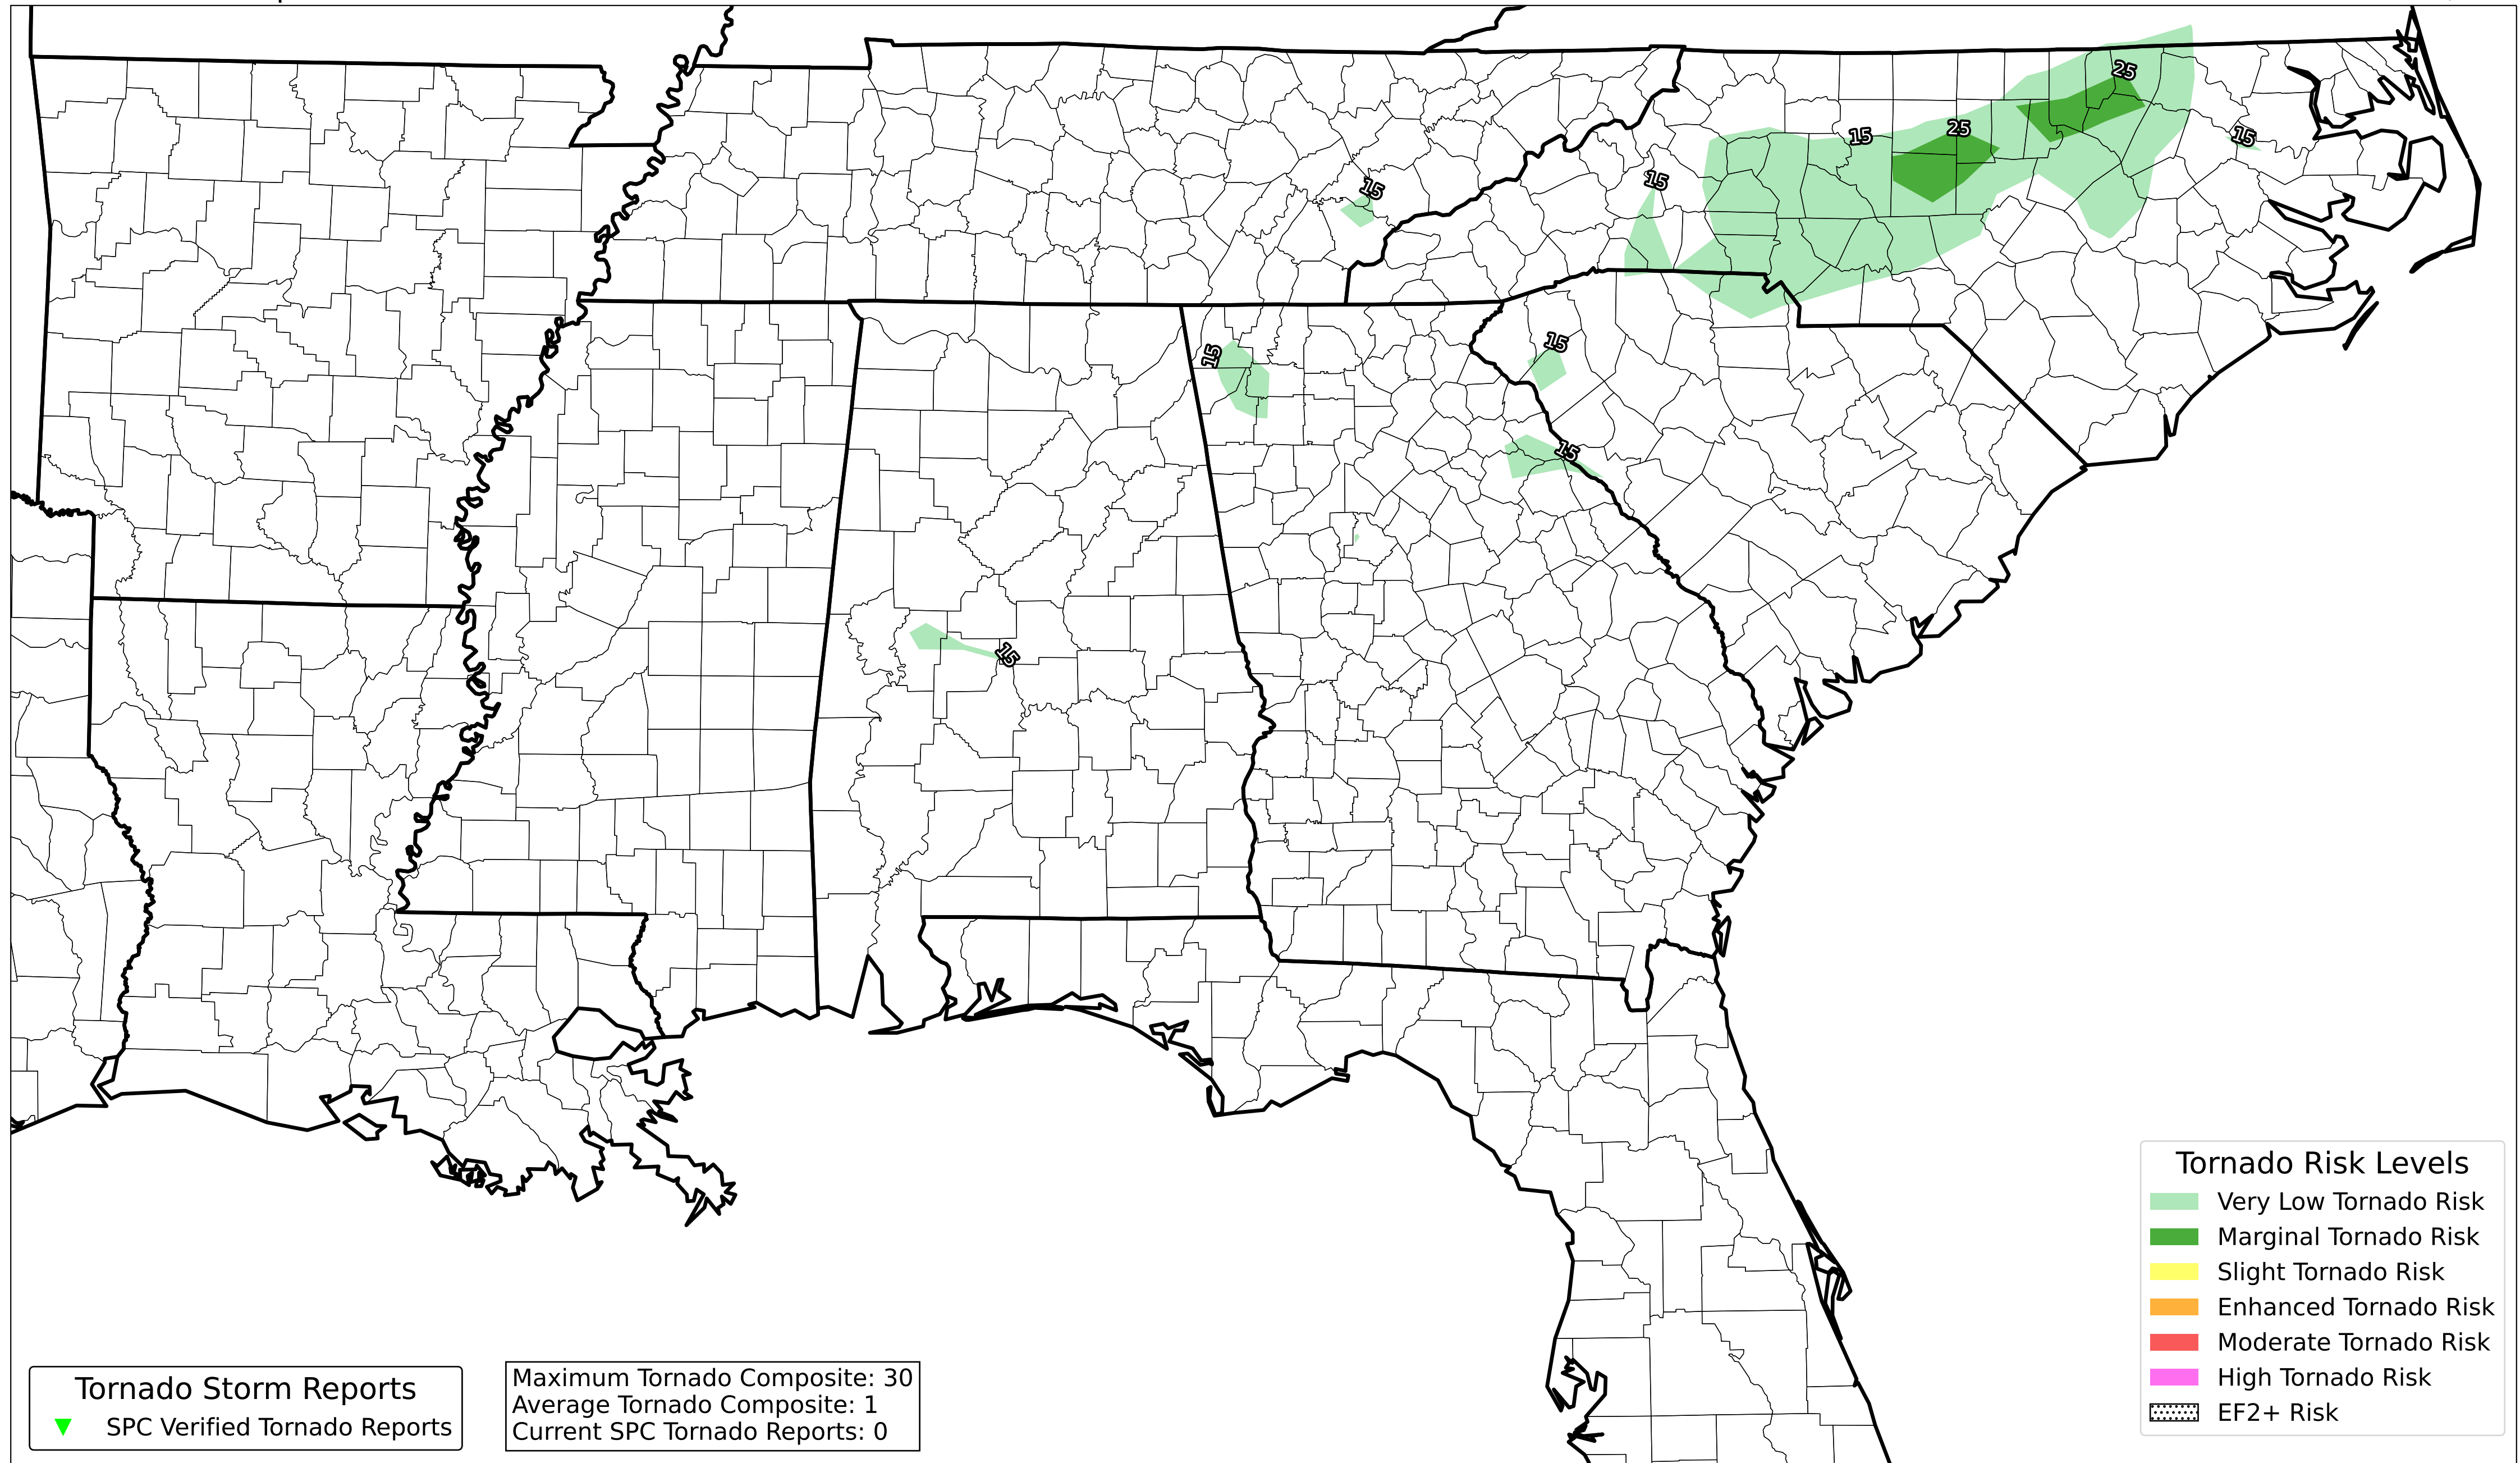 25
15
25
15
15
15
15
15
15
15
Tornado Risk Levels
Very Low Tornado Risk
Marginal Tornado Risk
Slight Tornado Risk
Enhanced Tornado Risk
Moderate Tornado Risk
High Tornado Risk
EF2+ Risk
Tornado Storm Reports
SPC Verified Tornado Reports
Maximum Tornado Composite: 30
Average Tornado Composite: 1
Current SPC Tornado Reports: 0